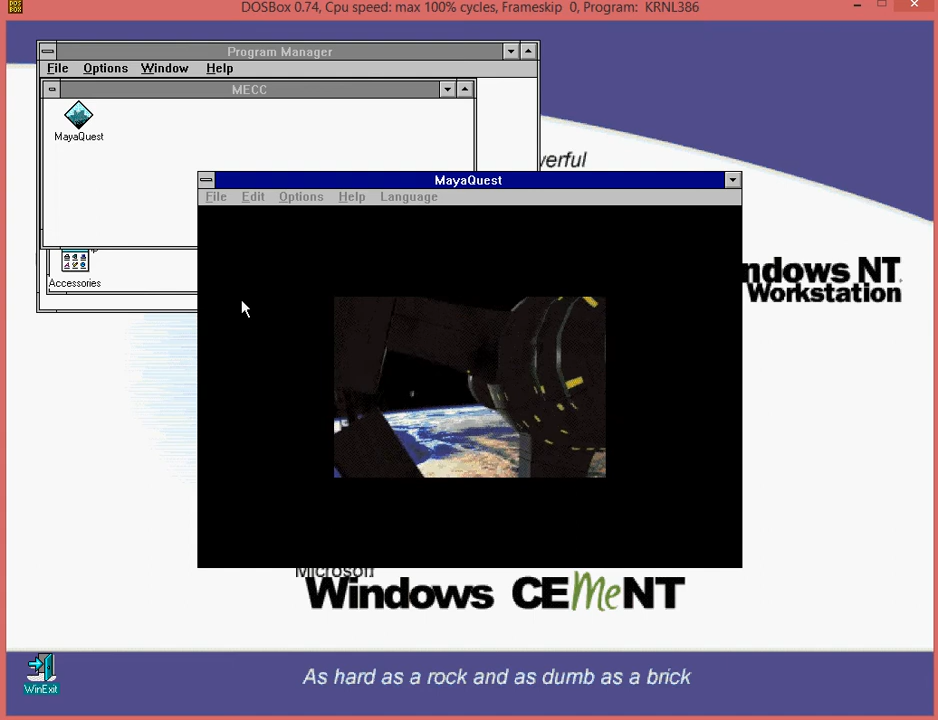 DOSBox 0.74, Cpu speed: max 100% cycles, Frameskip 0, Program: KRNL386
Program Manager
File Options Window Help
MECC
MayaQuest
werful
MayaQuest
File Edit Options Help Language
Accessories
ndows NT
Workstation
Microsoft
Windows CEMeNT
WinExit
As hard as a rock and as dumb as a brick